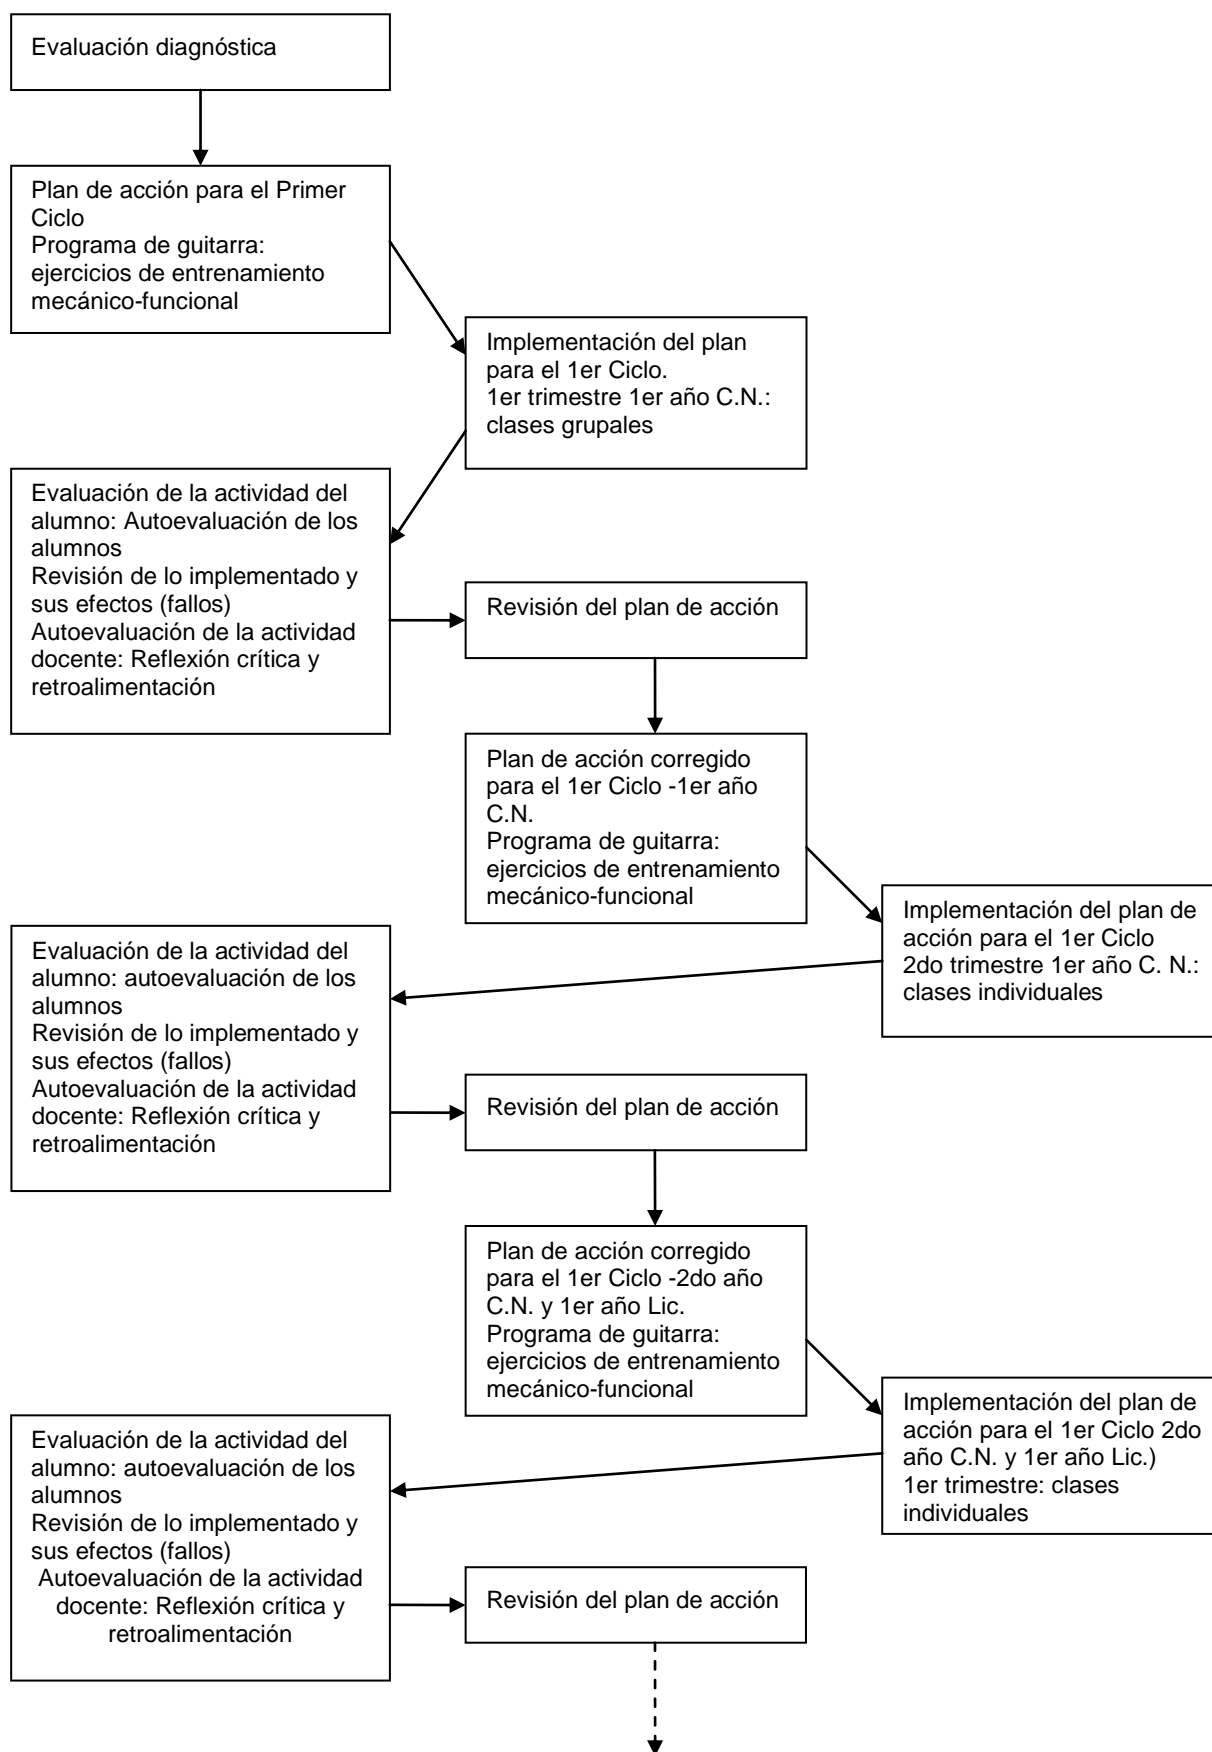 Evaluación diagnóstica
Plan de acción para el Primer
Ciclo
Programa de guitarra:
ejercicios de entrenamiento
mecánico-funcional
Implementación del plan
para el 1er Ciclo.
1er trimestre 1er año C.N.:
clases grupales
Evaluación de la actividad del
alumno: Autoevaluación de los
alumnos
Revisión de lo implementado y
sus efectos (fallos)
Autoevaluación de la actividad
docente: Reflexión crítica y
retroalimentación
Revisión del plan de acción
Plan de acción corregido
para el 1er Ciclo -1er año
C.N.
Programa de guitarra:
ejercicios de entrenamiento
mecánico-funcional
Implementación del plan de
acción para el 1er Ciclo
2do trimestre 1er año C. N.:
clases individuales
Evaluación de la actividad del
alumno: autoevaluación de los
alumnos
Revisión de lo implementado y
sus efectos (fallos)
Autoevaluación de la actividad
docente: Reflexión crítica y
retroalimentación
Revisión del plan de acción
Plan de acción corregido
para el 1er Ciclo -2do año
C.N. y 1er año Lic.
Programa de guitarra:
ejercicios de entrenamiento
mecánico-funcional
Implementación del plan de
acción para el 1er Ciclo 2do
año C.N. y 1er año Lic.)
1er trimestre: clases
individuales
Evaluación de la actividad del
alumno: autoevaluación de los
alumnos
Revisión de lo implementado y
sus efectos (fallos)
Autoevaluación de la actividad
docente: Reflexión crítica y
retroalimentación
Revisión del plan de acción